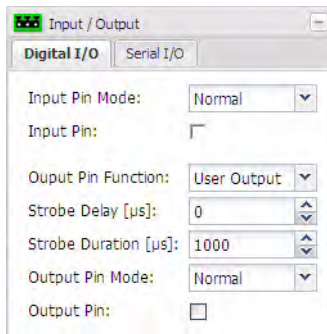 Input / Output
Digital I/O Serial I/O
Input Pin Mode: Normal
Input Pin:
Ouput Pin Function: User Output
Strobe Delay [µs]: 0
Strobe Duration [µs]: 1000
Output Pin Mode: Normal
Output Pin: